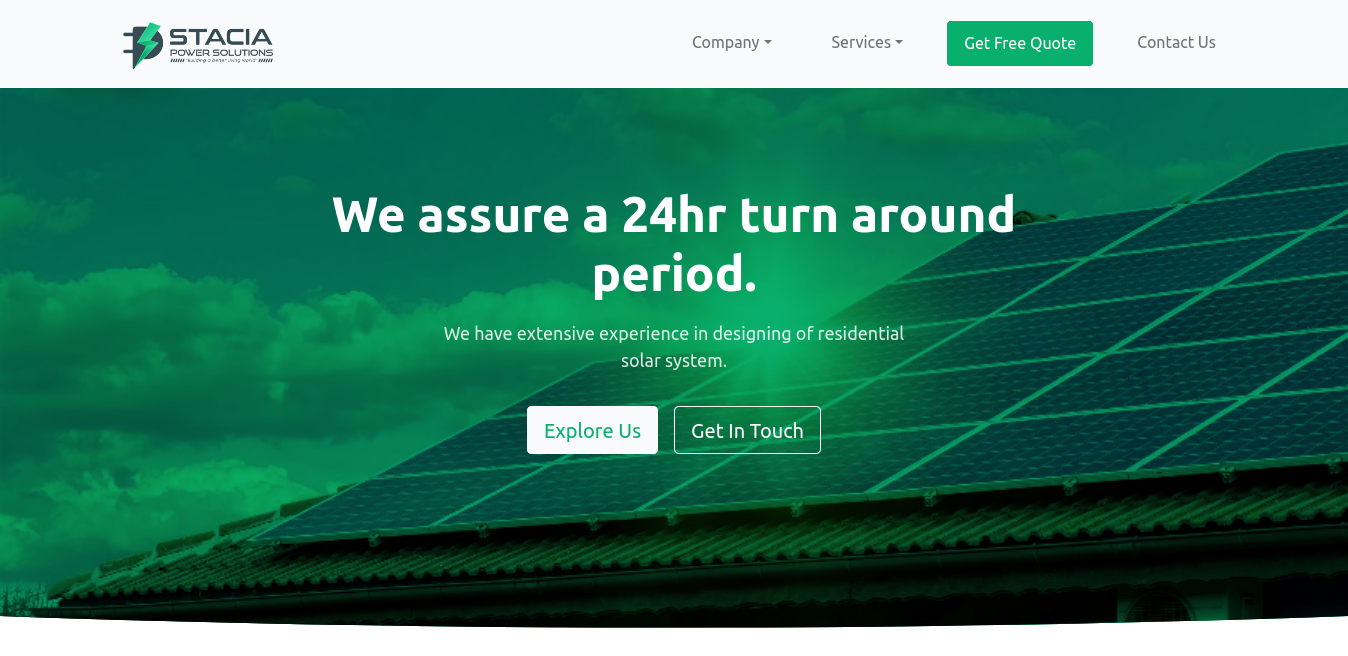 STACIA
POWER SOLUTIONS
"Building a better living world"
Company
Services
Get Free Quote
Contact Us
We assure a 24hr turn around
period.
We have extensive experience in designing of residential
solar system.
Explore Us
Get In Touch